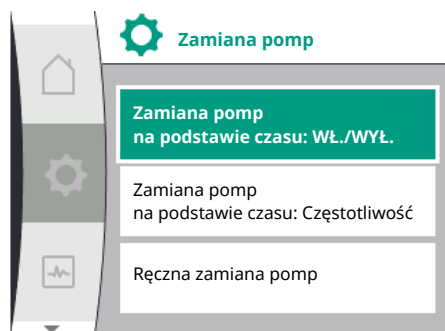 Zamiana pomp
Zamiana pomp
na podstawie czasu: WŁ./WYŁ.
Zamiana pomp
na podstawie czasu: Częstotliwość
Ręczna zamiana pomp